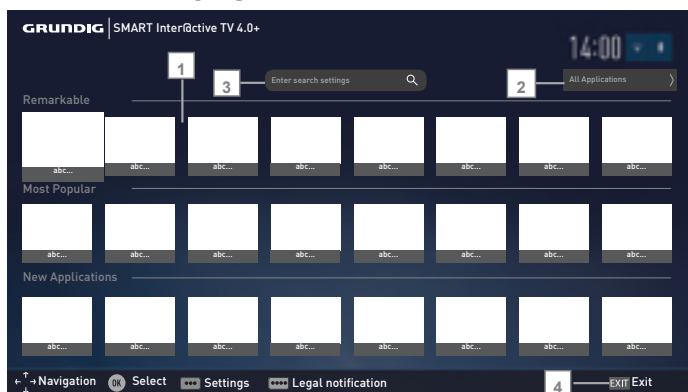 GRUNDIG SMART Inter@ctive TV 4.0+
14:00
1
3
Enter search settings
2
All Applications
Remarkable
abc... abc... abc... abc... abc... abc... abc... abc...
Most Popular
abc... abc... abc... abc... abc... abc... abc... abc...
New Applications
abc... abc... abc... abc... abc... abc... abc... abc...
Navigation OK Select Settings Legal notification 4 EXIT Exit